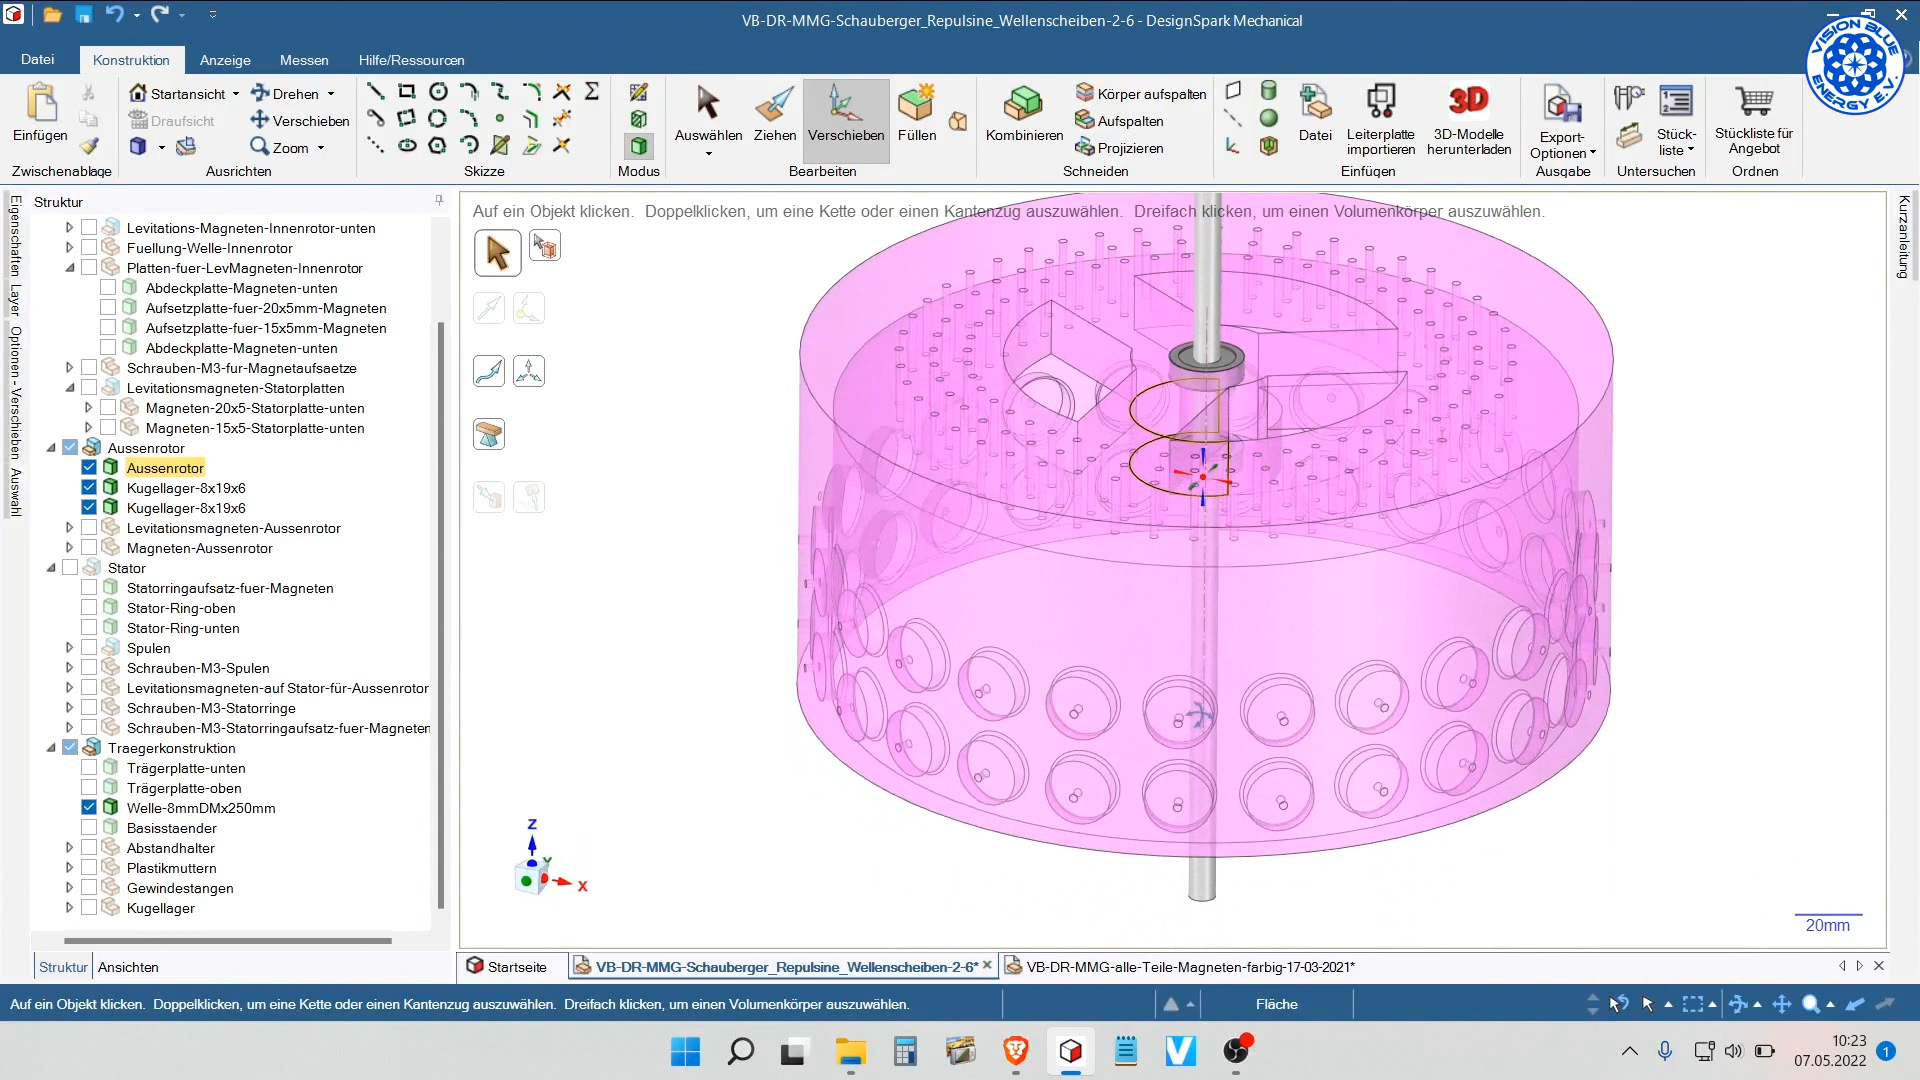 VB-DR-MMG-Schauberger_Repulsine_Wellenscheiben-2-6 - DesignSpark Mechanical
Datei
Konstruktion
Anzeige
Messen
Hilfe/Ressourcen
VISION BLUE ENERGY E.V.
Einfügen
Zwischenablage
Startansicht
Draufsicht
Drehen
Verschieben
Zoom
Ausrichten
Skizze
Modus
Auswählen
Ziehen
Verschieben
Füllen
Bearbeiten
Kombinieren
Körper aufspalten
Aufspalten
Projizieren
Schneiden
Datei
Leiterplatte importieren
3D
3D-Modelle herunterladen
Einfügen
Export-Optionen
Ausgabe
Stück-liste
Untersuchen
Stückliste für Angebot
Ordnen
Eigenschaften
Layer
Optionen - Verschieben
Auswahl
Struktur
Levitations-Magneten-Innenrotor-unten
Fuellung-Welle-Innenrotor
Platten-fuer-LevMagneten-Innenrotor
Abdeckplatte-Magneten-unten
Aufsetzplatte-fuer-20x5mm-Magneten
Aufsetzplatte-fuer-15x5mm-Magneten
Abdeckplatte-Magneten-unten
Schrauben-M3-fur-Magnetaufsaetze
Levitationsmagneten-Statorplatten
Magneten-20x5-Statorplatte-unten
Magneten-15x5-Statorplatte-unten
Aussenrotor
Aussenrotor
Kugellager-8x19x6
Kugellager-8x19x6
Levitationsmagneten-Aussenrotor
Magneten-Aussenrotor
Stator
Statorringaufsatz-fuer-Magneten
Stator-Ring-oben
Stator-Ring-unten
Spulen
Schrauben-M3-Spulen
Levitationsmagneten-auf Stator-für-Aussenrotor
Schrauben-M3-Statorringe
Schrauben-M3-Statorringaufsatz-fuer-Magneten
Traegerkonstruktion
Trägerplatte-unten
Trägerplatte-oben
Welle-8mmDMx250mm
Basisstaender
Abstandhalter
Plastikmuttern
Gewindestangen
Kugellager
Struktur
Ansichten
Auf ein Objekt klicken. Doppelklicken, um eine Kette oder einen Kantenzug auszuwählen. Dreifach klicken, um einen Volumenkörper auszuwählen.
Z
Y
X
20mm
Kurzanleitung
Startseite
VB-DR-MMG-Schauberger_Repulsine_Wellenscheiben-2-6*
VB-DR-MMG-alle-Teile-Magneten-farbig-17-03-2021*
Auf ein Objekt klicken. Doppelklicken, um eine Kette oder einen Kantenzug auszuwählen. Dreifach klicken, um einen Volumenkörper auszuwählen.
Fläche
10:23
07.05.2022
1